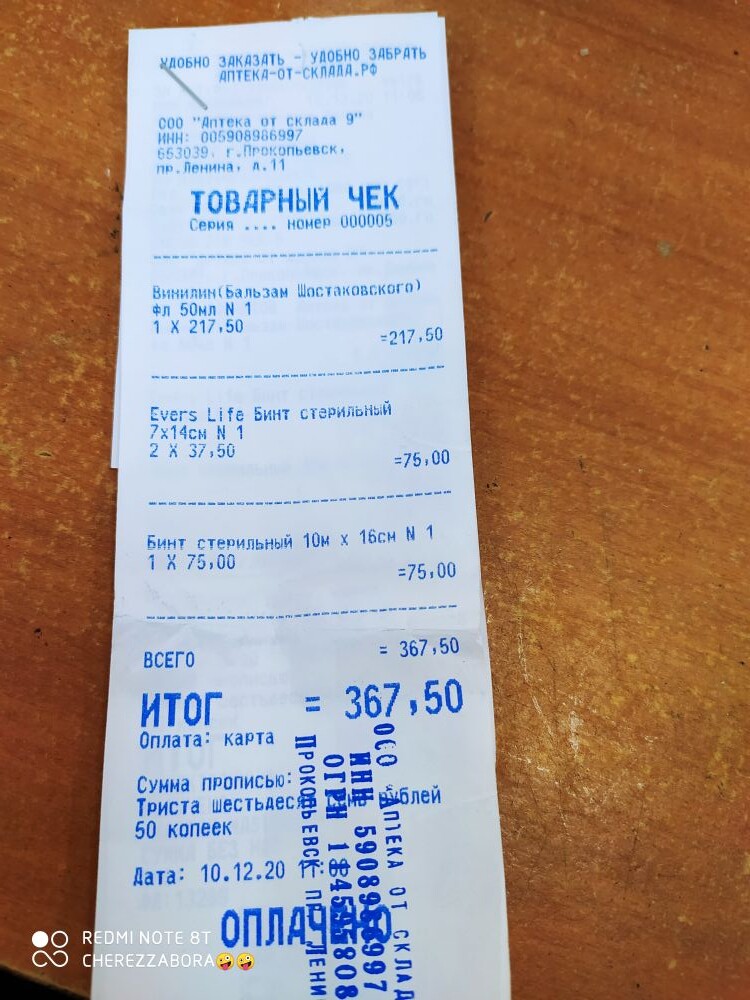 УДОБНО ЗАКАЗАТЬ - УДОБНО ЗАБРАТЬ
АПТЕКА-ОТ-СКЛАДА.РФ
ООО "Аптека от склада 9"
ИНН: 005908986997
653039, г.Прокопьевск,
пр.Ленина, д.11
ТОВАРНЫЙ ЧЕК
Серия .... номер 000005
Винилин(Бальзам Шостаковского)
фл 50мл N 1
1 X 217,50
=217,50
Evers Life Бинт стерильный
7х14см N 1
2 X 37,50
=75,00
Бинт стерильный 10м х 16см N 1
1 X 75,00
=75,00
ВСЕГО = 367,50
ИТОГ = 367,50
Оплата: карта
Сумма прописью:
Триста шестьдесят рублей
50 копеек
Дата: 10.12.20
ОПЛАЧЕНО
ООО "АПТЕКА ОТ СКЛАД
ИНН 5908986997
ОГРН
ПРОКОПЬЕВСК ПР ЛЕНИ
REDMI NOTE 8T
CHEREZZABORA🤪🤪